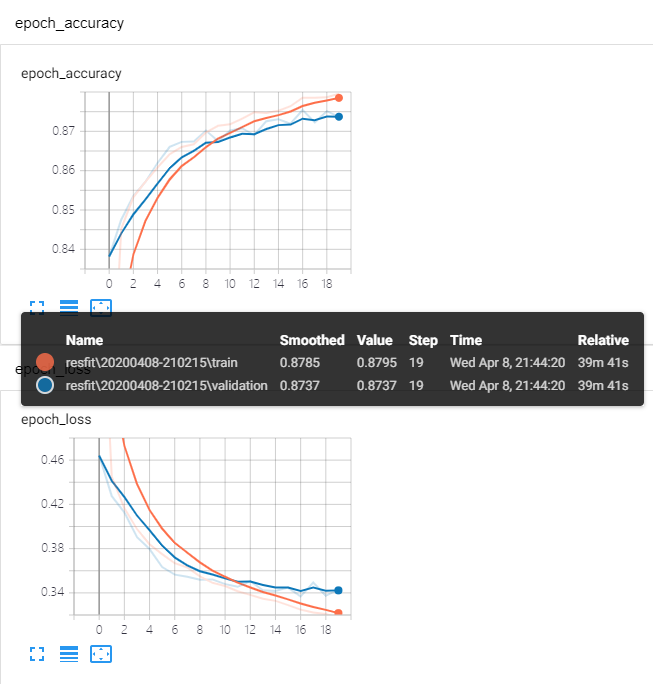 epoch_accuracy
epoch_accuracy
0.87
0.86
0.85
0.84
0 2 4 6 8 10 12 14 16 18
Name Smoothed Value Step Time Relative
resfit\20200408-210215\train 0.8785 0.8795 19 Wed Apr 8, 21:44:20 39m 41s
epoch_loss
resfit\20200408-210215\validation 0.8737 0.8737 19 Wed Apr 8, 21:44:20 39m 41s
epoch_loss
0.46
0.42
0.38
0.34
0 2 4 6 8 10 12 14 16 18